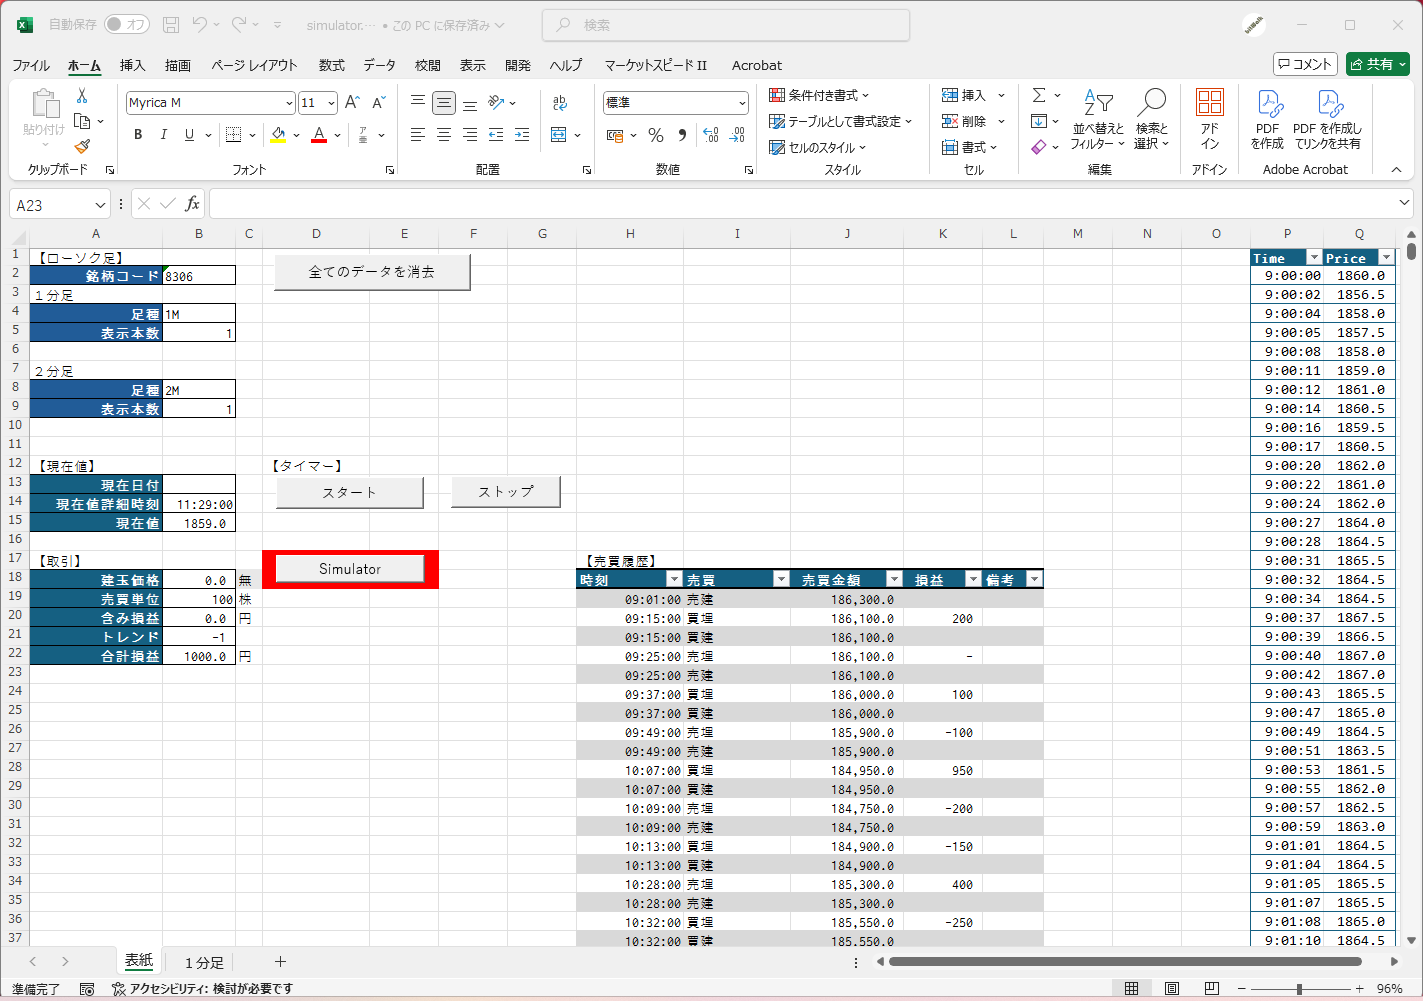 自動保存 オフ simulator.… • この PC に保存済み 検索
ファイル ホーム 挿入 描画 ページ レイアウト 数式 データ 校閲 表示 開発 ヘルプ マーケットスピード II Acrobat コメント 共有
貼り付け Myrica M 11 標準 条件付き書式 テーブルとして書式設定 セルのスタイル 挿入 削除 書式 並べ替えと フィルター 検索と 選択 アド イン PDF を作成 PDF を作成し てリンクを共有
クリップボード フォント 配置 数値 スタイル セル 編集 アドイン Adobe Acrobat
A23 fx
A B C D E F G H I J K L M N O P Q
1 【ローソク足】 全てのデータを消去 Time Price
2 銘柄コード 8306 9:00:00 1860.0
3 １分足 9:00:02 1856.5
4 足種 1M 9:00:04 1858.0
5 表示本数 1 9:00:05 1857.5
6 9:00:08 1858.0
7 ２分足 9:00:11 1859.0
8 足種 2M 9:00:12 1861.0
9 表示本数 1 9:00:14 1860.5
10 9:00:16 1859.5
11 9:00:17 1860.5
12 【現在値】 【タイマー】 9:00:20 1862.0
13 現在日付 スタート ストップ 9:00:22 1861.0
14 現在値詳細時刻 11:29:00 9:00:24 1862.0
15 現在値 1859.0 9:00:27 1864.0
16 9:00:28 1864.5
17 【取引】 Simulator 【売買履歴】 9:00:31 1865.5
18 建玉価格 0.0 無 時刻 売買 売買金額 損益 備考 9:00:32 1864.5
19 売買単位 100 株 09:01:00 売建 186,300.0 9:00:34 1864.5
20 含み損益 0.0 円 09:15:00 買埋 186,100.0 200 9:00:37 1867.5
21 トレンド -1 09:15:00 買建 186,100.0 9:00:39 1866.5
22 合計損益 1000.0 円 09:25:00 売埋 186,100.0 - 9:00:40 1867.0
23 09:25:00 売建 186,100.0 9:00:42 1867.0
24 09:37:00 買埋 186,000.0 100 9:00:43 1865.5
25 09:37:00 買建 186,000.0 9:00:47 1865.0
26 09:49:00 売埋 185,900.0 -100 9:00:49 1864.5
27 09:49:00 売建 185,900.0 9:00:51 1863.5
28 10:07:00 買埋 184,950.0 950 9:00:53 1861.5
29 10:07:00 買建 184,950.0 9:00:55 1862.0
30 10:09:00 売埋 184,750.0 -200 9:00:57 1862.5
31 10:09:00 売建 184,750.0 9:00:59 1863.0
32 10:13:00 買埋 184,900.0 -150 9:01:01 1864.5
33 10:13:00 買建 184,900.0 9:01:04 1864.5
34 10:28:00 売埋 185,300.0 400 9:01:05 1865.5
35 10:28:00 売建 185,300.0 9:01:07 1865.5
36 10:32:00 買埋 185,550.0 -250 9:01:08 1865.0
37 10:32:00 買建 185,550.0 9:01:10 1864.5
表紙 １分足
準備完了 アクセシビリティ: 検討が必要です 96%